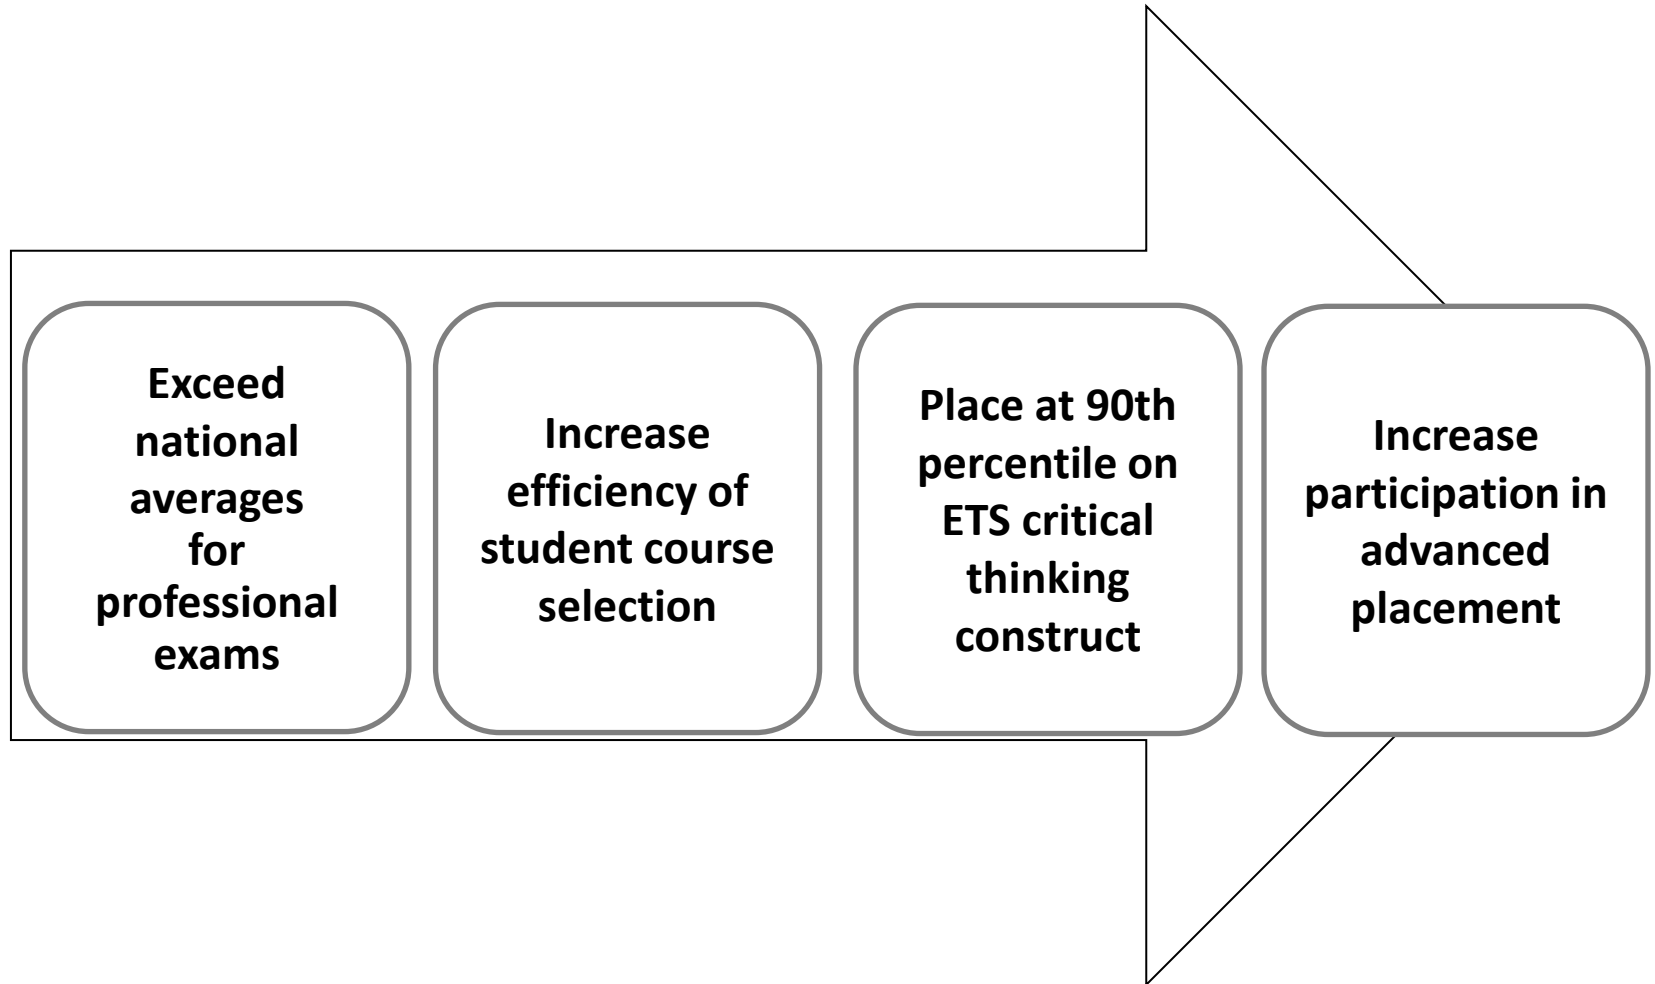 Exceed
national
averages
for
professional
exams
Increase
efficiency of
student course
selection
Place at 90th
percentile on
ETS critical
thinking
construct
Increase
participation in
advanced
placement